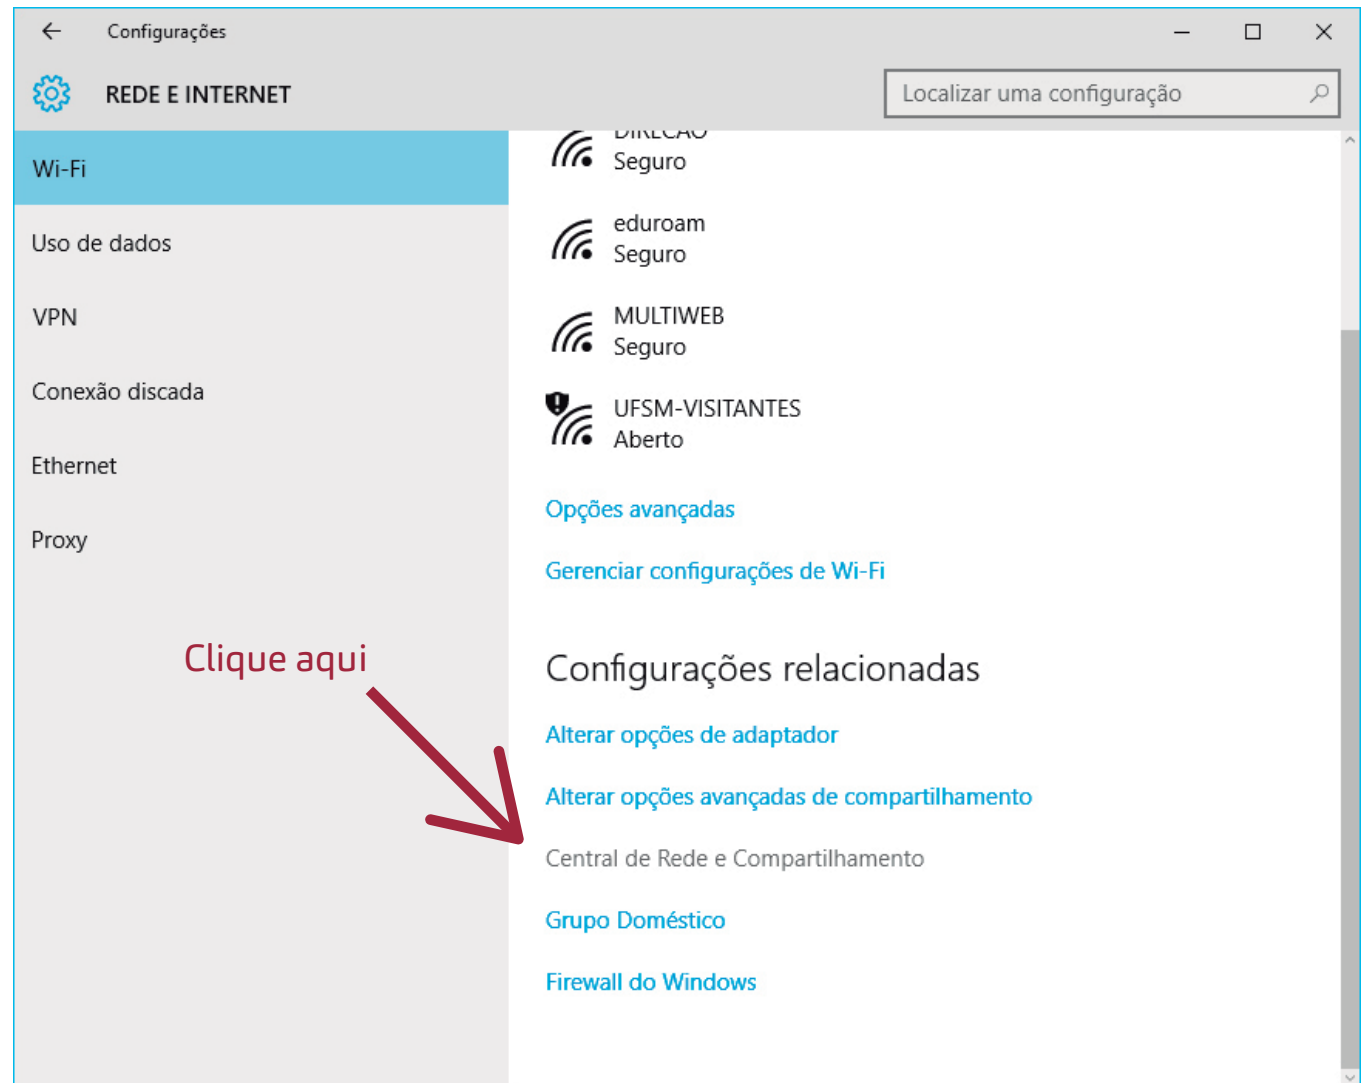 Configurações
REDE E INTERNET
Localizar uma configuração
Wi-Fi
Uso de dados
VPN
Conexão discada
Ethernet
Proxy
DIRECAO
Seguro
eduroam
Seguro
MULTIWEB
Seguro
UFSM-VISITANTES
Aberto
Opções avançadas
Gerenciar configurações de Wi-Fi
Clique aqui
Configurações relacionadas
Alterar opções de adaptador
Alterar opções avançadas de compartilhamento
Central de Rede e Compartilhamento
Grupo Doméstico
Firewall do Windows